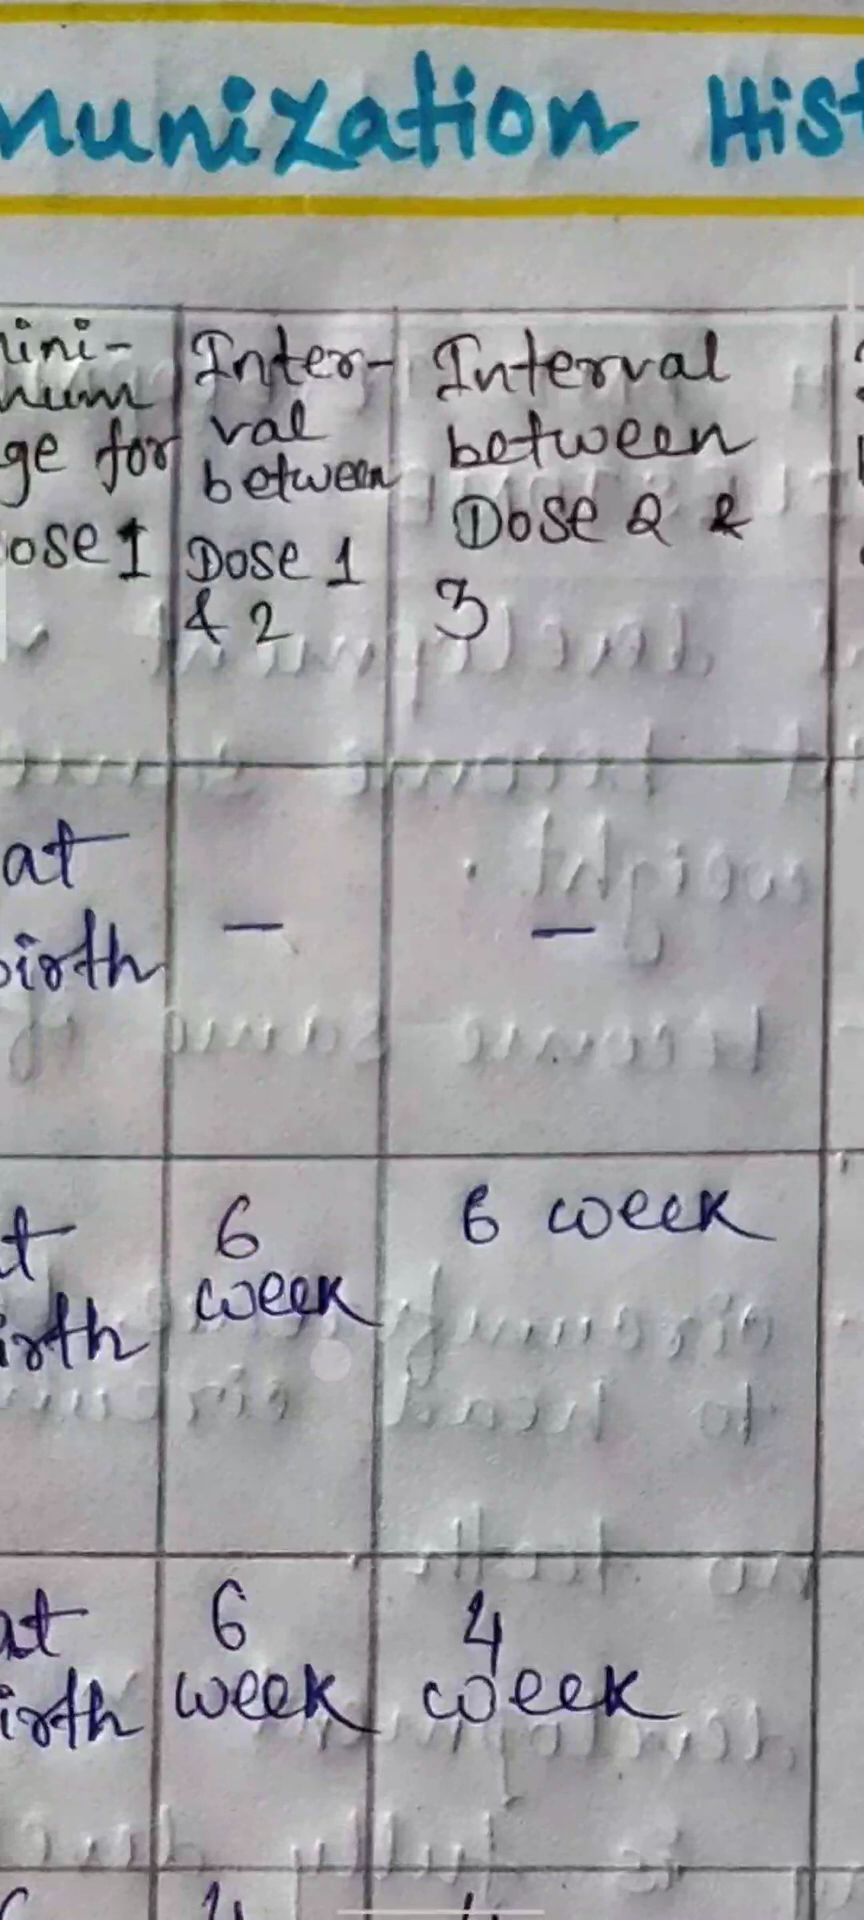 munization Hist
mini-
mum
ge for
ose 1
Inter-
val
between
Dose 1
& 2
Interval
between
Dose 2 &
3
at
birth
-
-
t
irth
6
week
6 week
at
irth
6
week
4
week